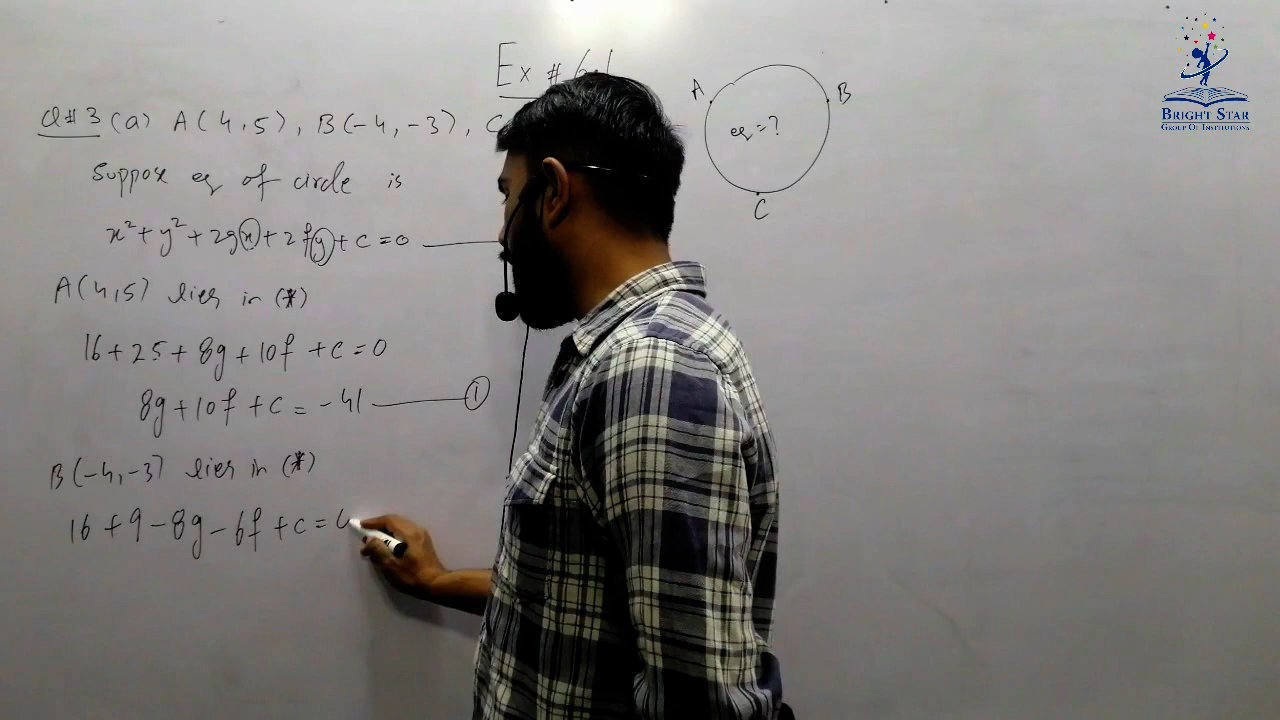 Ex # 6.1
Q#3 (a) A(4,5), B(-4,-3), C
Suppose eq of circle is
x²+y²+2gx+2fy+c=0
A(4,5) lies in (*)
16+25+8g+10f+c=0
8g+10f+c=-41 ①
B(-4,-3) lies in (*)
16+9-8g-6f+c=
A
B
eq=?
C
BRIGHT STAR
GROUP OF INSTITUTIONS